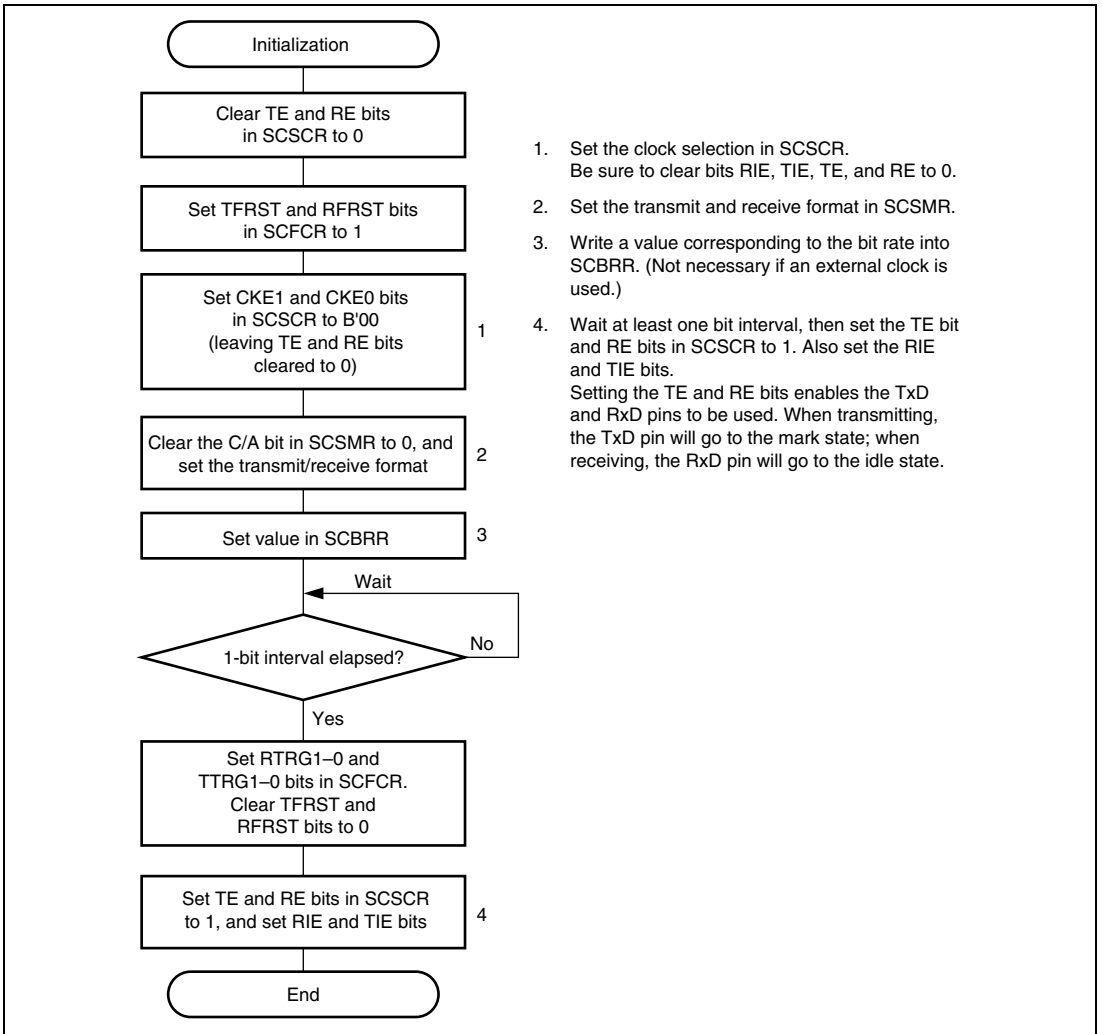 Initialization
Clear TE and RE bits
in SCSCR to 0
Set TFRST and RFRST bits
in SCFCR to 1
Set CKE1 and CKE0 bits
in SCSCR to B'00
(leaving TE and RE bits
cleared to 0)
1
Clear the C/A bit in SCSMR to 0, and
set the transmit/receive format
2
Set value in SCBRR
3
Wait
1-bit interval elapsed?
No
Yes
Set RTRG1–0 and
TTRG1–0 bits in SCFCR.
Clear TFRST and
RFRST bits to 0
Set TE and RE bits in SCSCR
to 1, and set RIE and TIE bits
4
End
1. Set the clock selection in SCSCR.
Be sure to clear bits RIE, TIE, TE, and RE to 0.
2. Set the transmit and receive format in SCSMR.
3. Write a value corresponding to the bit rate into
SCBRR. (Not necessary if an external clock is
used.)
4. Wait at least one bit interval, then set the TE bit
and RE bits in SCSCR to 1. Also set the RIE
and TIE bits.
Setting the TE and RE bits enables the TxD
and RxD pins to be used. When transmitting,
the TxD pin will go to the mark state; when
receiving, the RxD pin will go to the idle state.